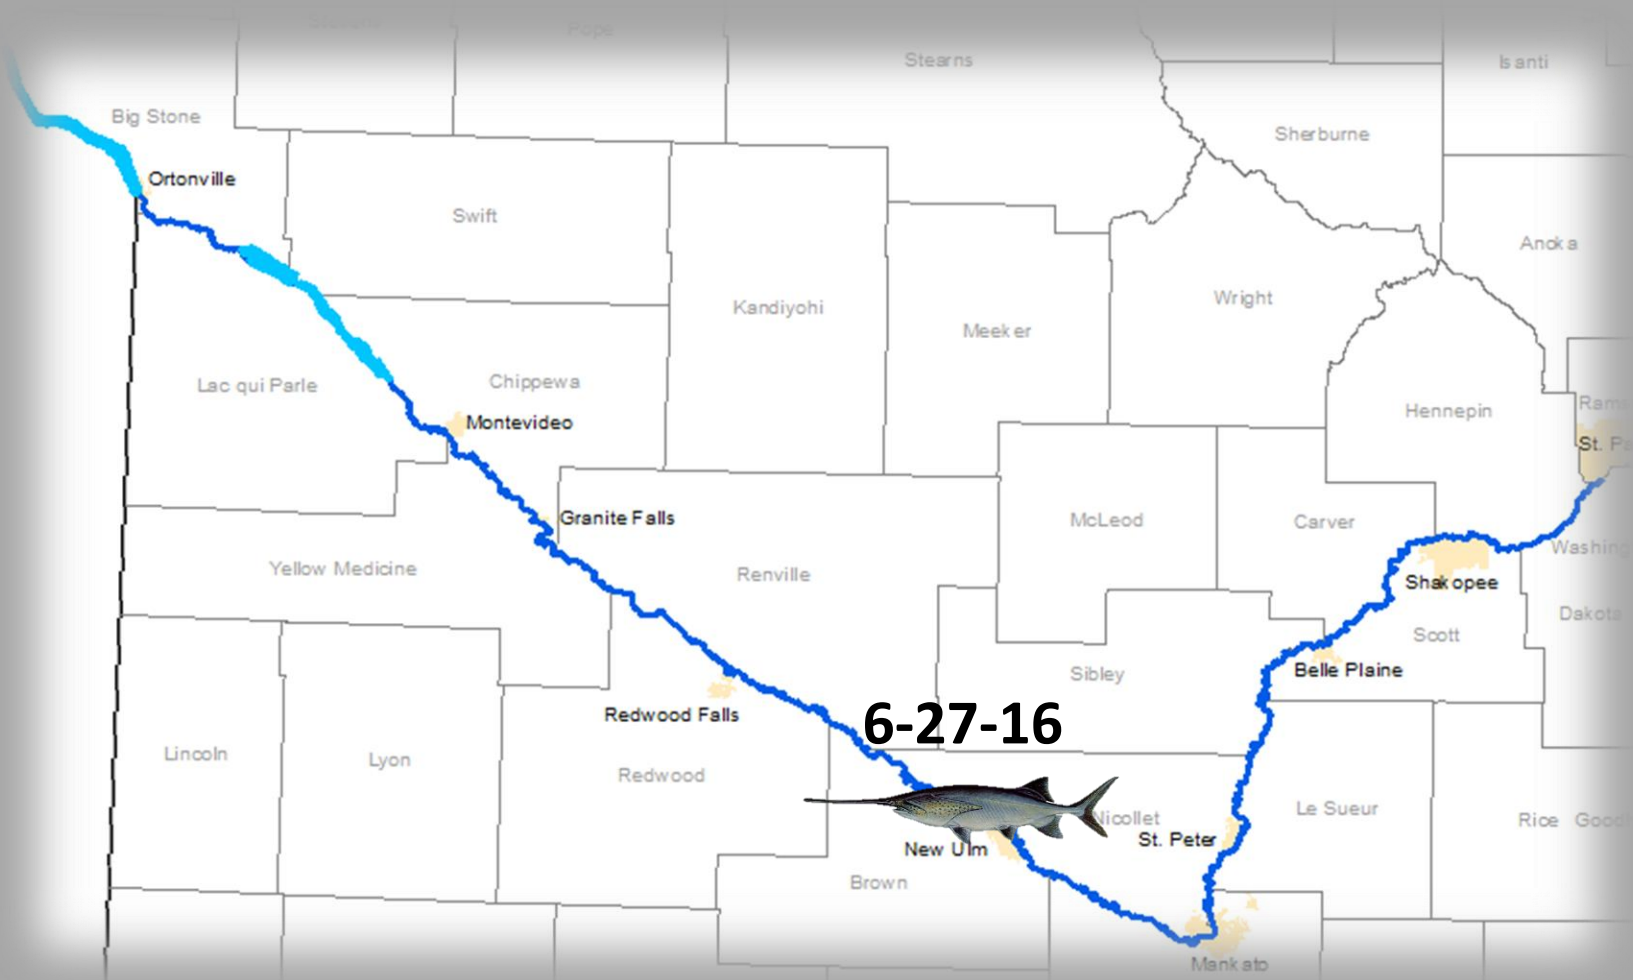 Stevens
Pope
Stearns
Isanti
Big Stone
Sherburne
Ortonville
Swift
Anoka
Wright
Kandiyohi
Meeker
Lac qui Parle
Chippewa
Hennepin
Montevideo
Granite Falls
McLeod
Carver
Yellow Medicine
Renville
Shakopee
Dakota
Scott
Sibley
Belle Plaine
Redwood Falls
6-27-16
Lincoln
Lyon
Redwood
Le Sueur
Nicollet
Rice
St. Peter
New Ulm
Brown
Mankato